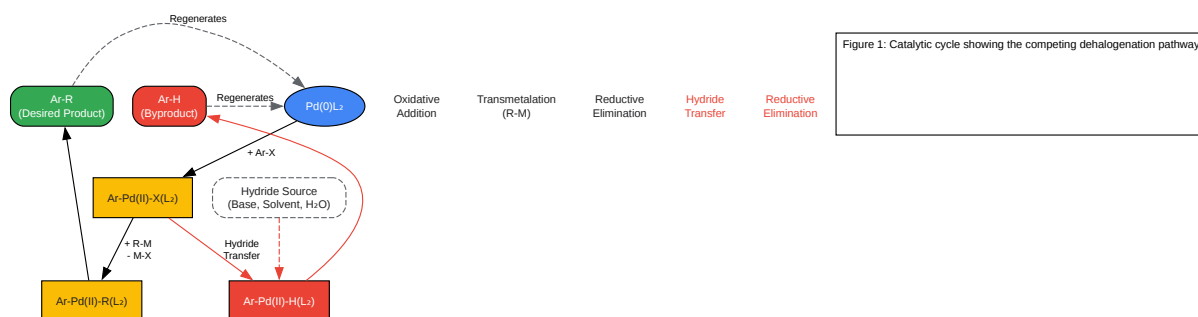 Regenerates
Figure 1: Catalytic cycle showing the competing dehalogenation pathway
Ar-R
(Desired Product)
Ar-H
(Byproduct)
Regenerates
Pd(0)L₂
Oxidative
Addition
Transmetalation
(R-M)
Reductive
Elimination
Hydride
Transfer
Reductive
Elimination
+ Ar-X
Ar-Pd(II)-X(L₂)
Hydride Source
(Base, Solvent, H₂O)
+ R-M
- M-X
Hydride
Transfer
Ar-Pd(II)-R(L₂)
Ar-Pd(II)-H(L₂)